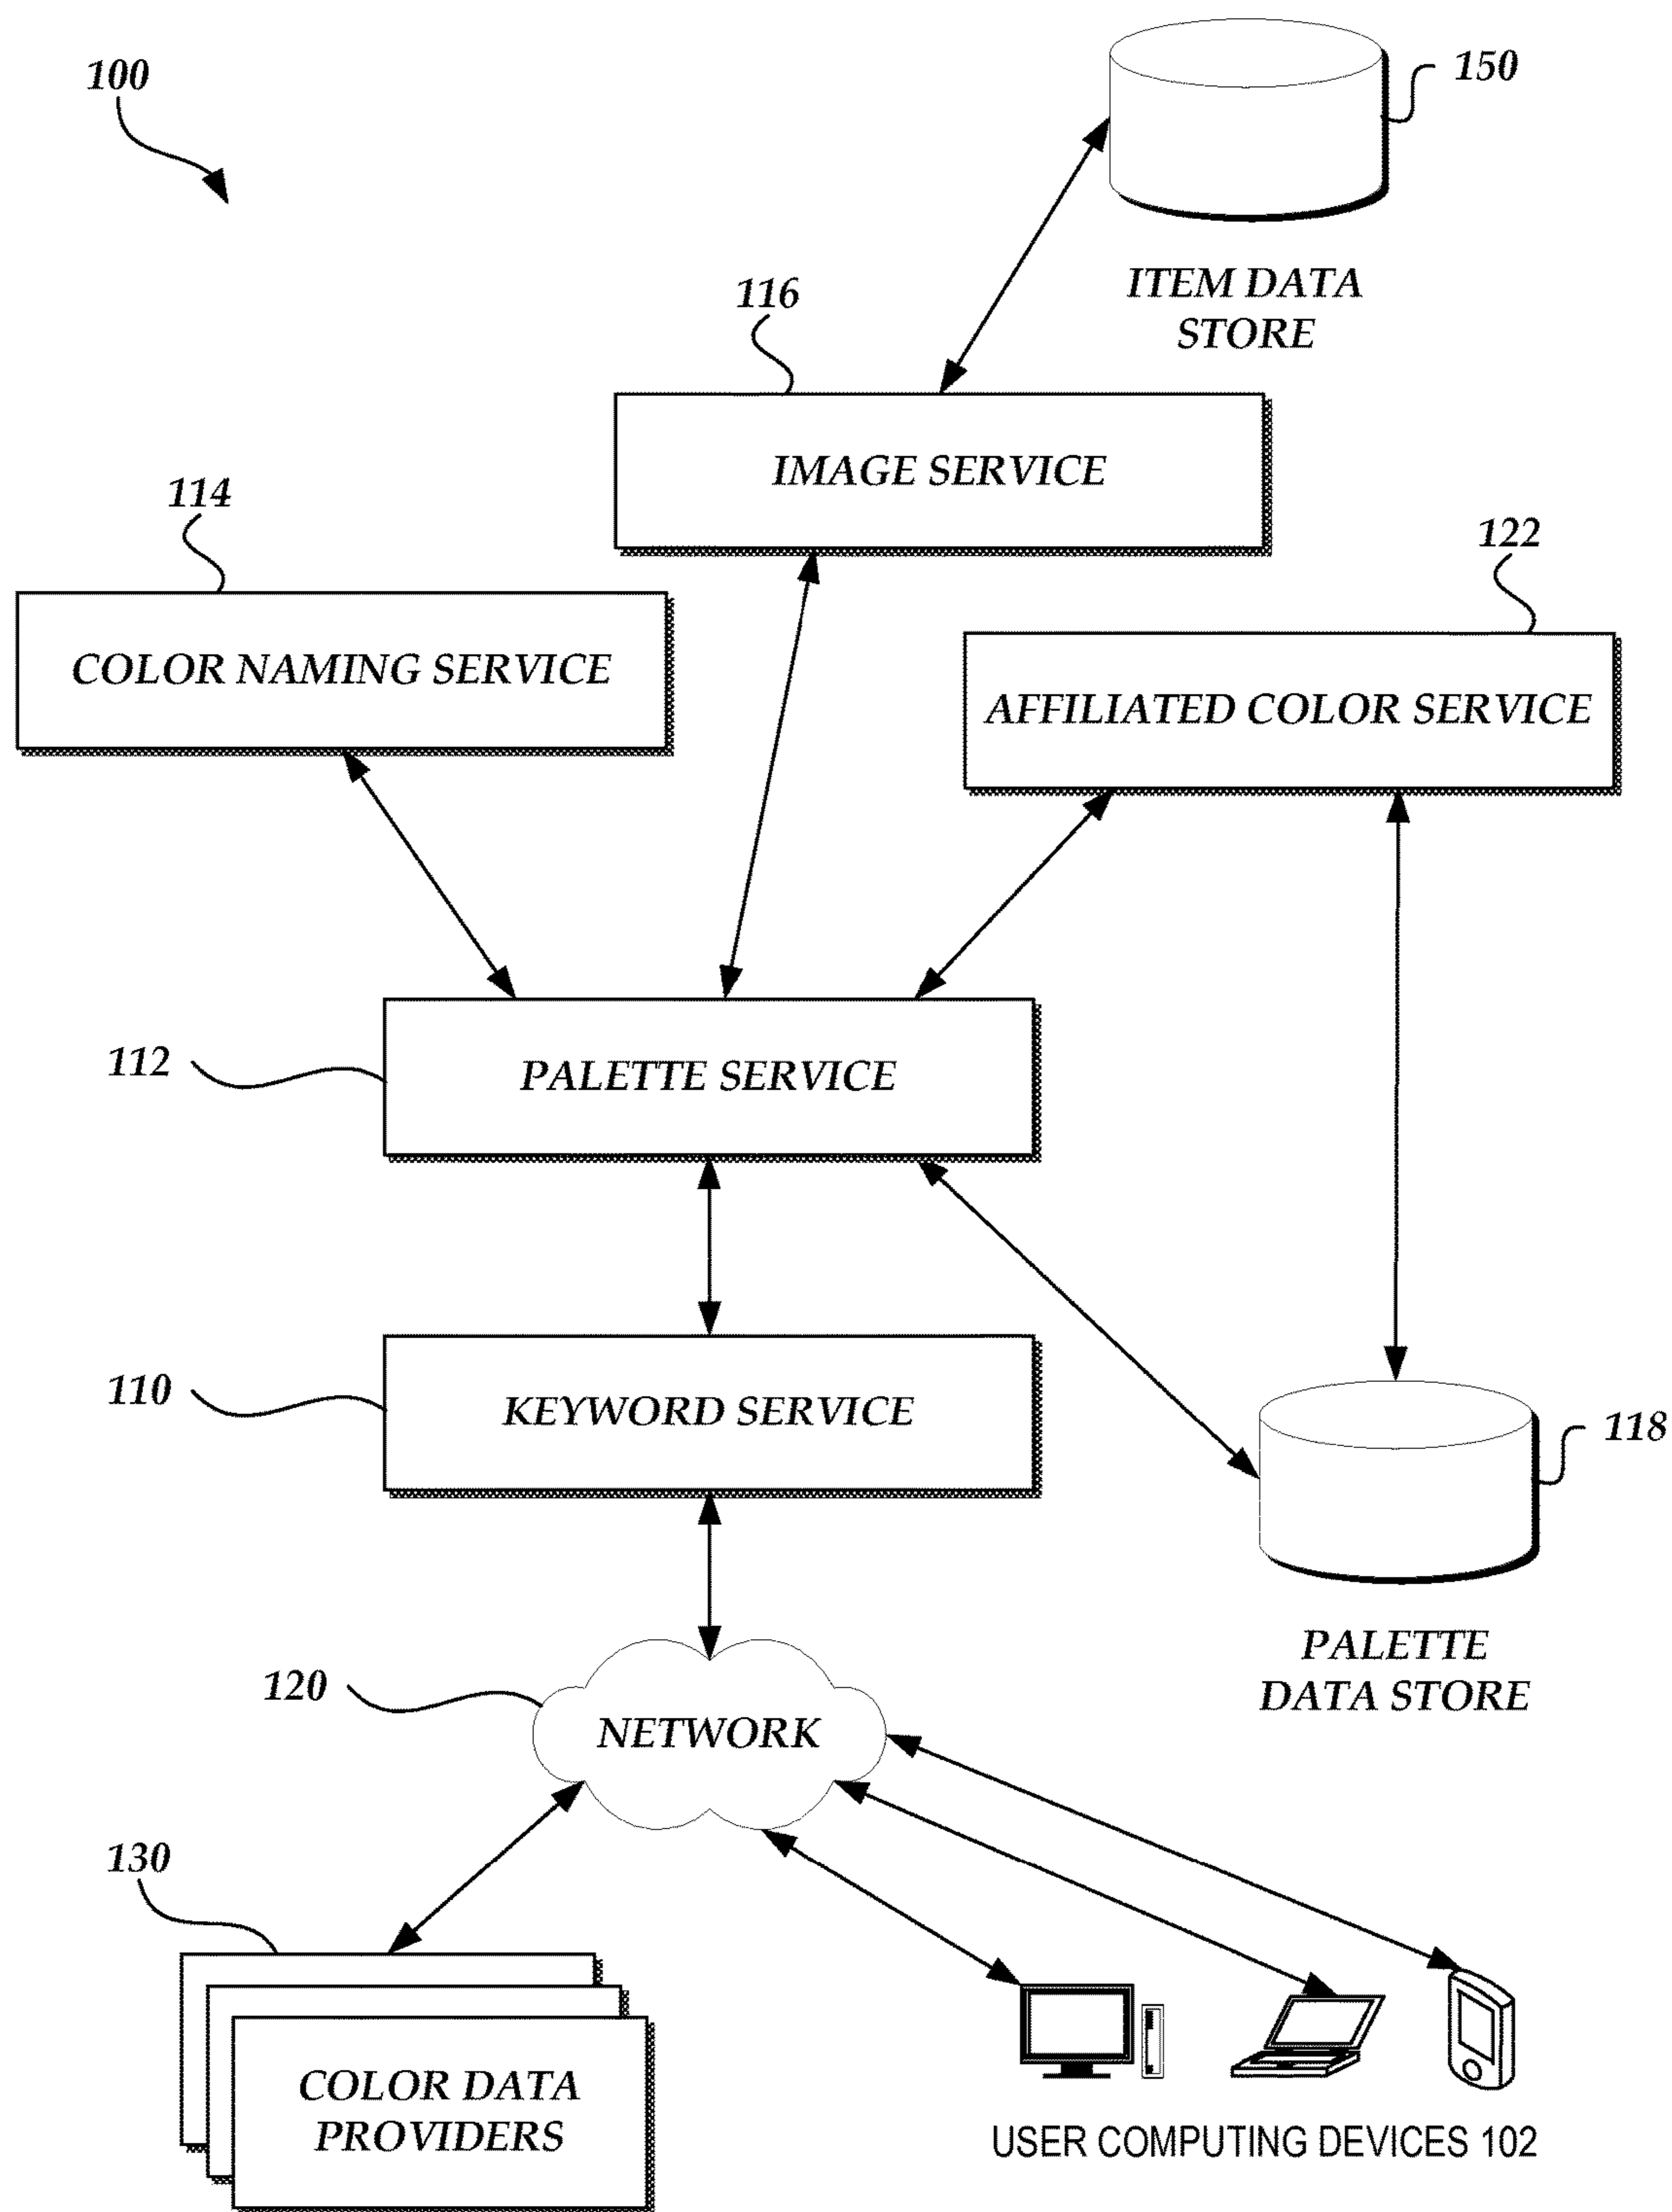 100
150
ITEM DATA
STORE
116
IMAGE SERVICE
114
COLOR NAMING SERVICE
122
AFFILIATED COLOR SERVICE
112
PALETTE SERVICE
110
KEYWORD SERVICE
118
PALETTE
DATA STORE
120
NETWORK
130
COLOR DATA
PROVIDERS
USER COMPUTING DEVICES 102